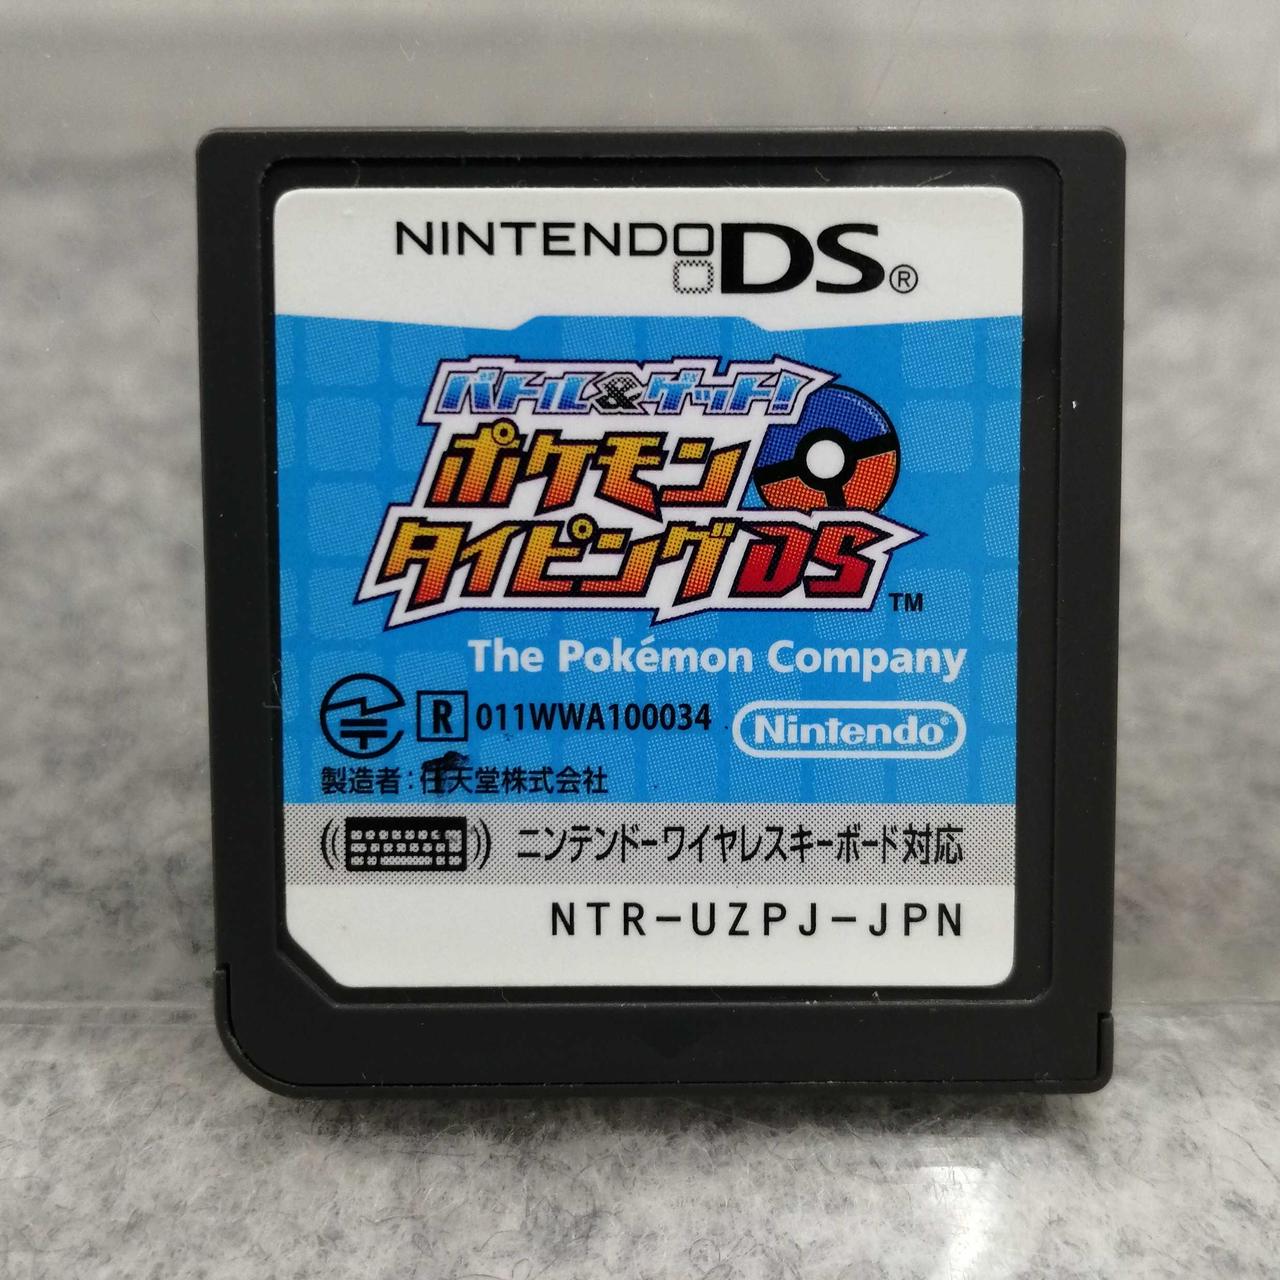 NINTENDO DS®
バトル&ゲット!
ポケモン
タイピングDS™
The Pokémon Company
R 011WWA100034
Nintendo®
製造者:任天堂株式会社
ニンテンドーワイヤレスキーボード対応
NTR-UZPJ-JPN